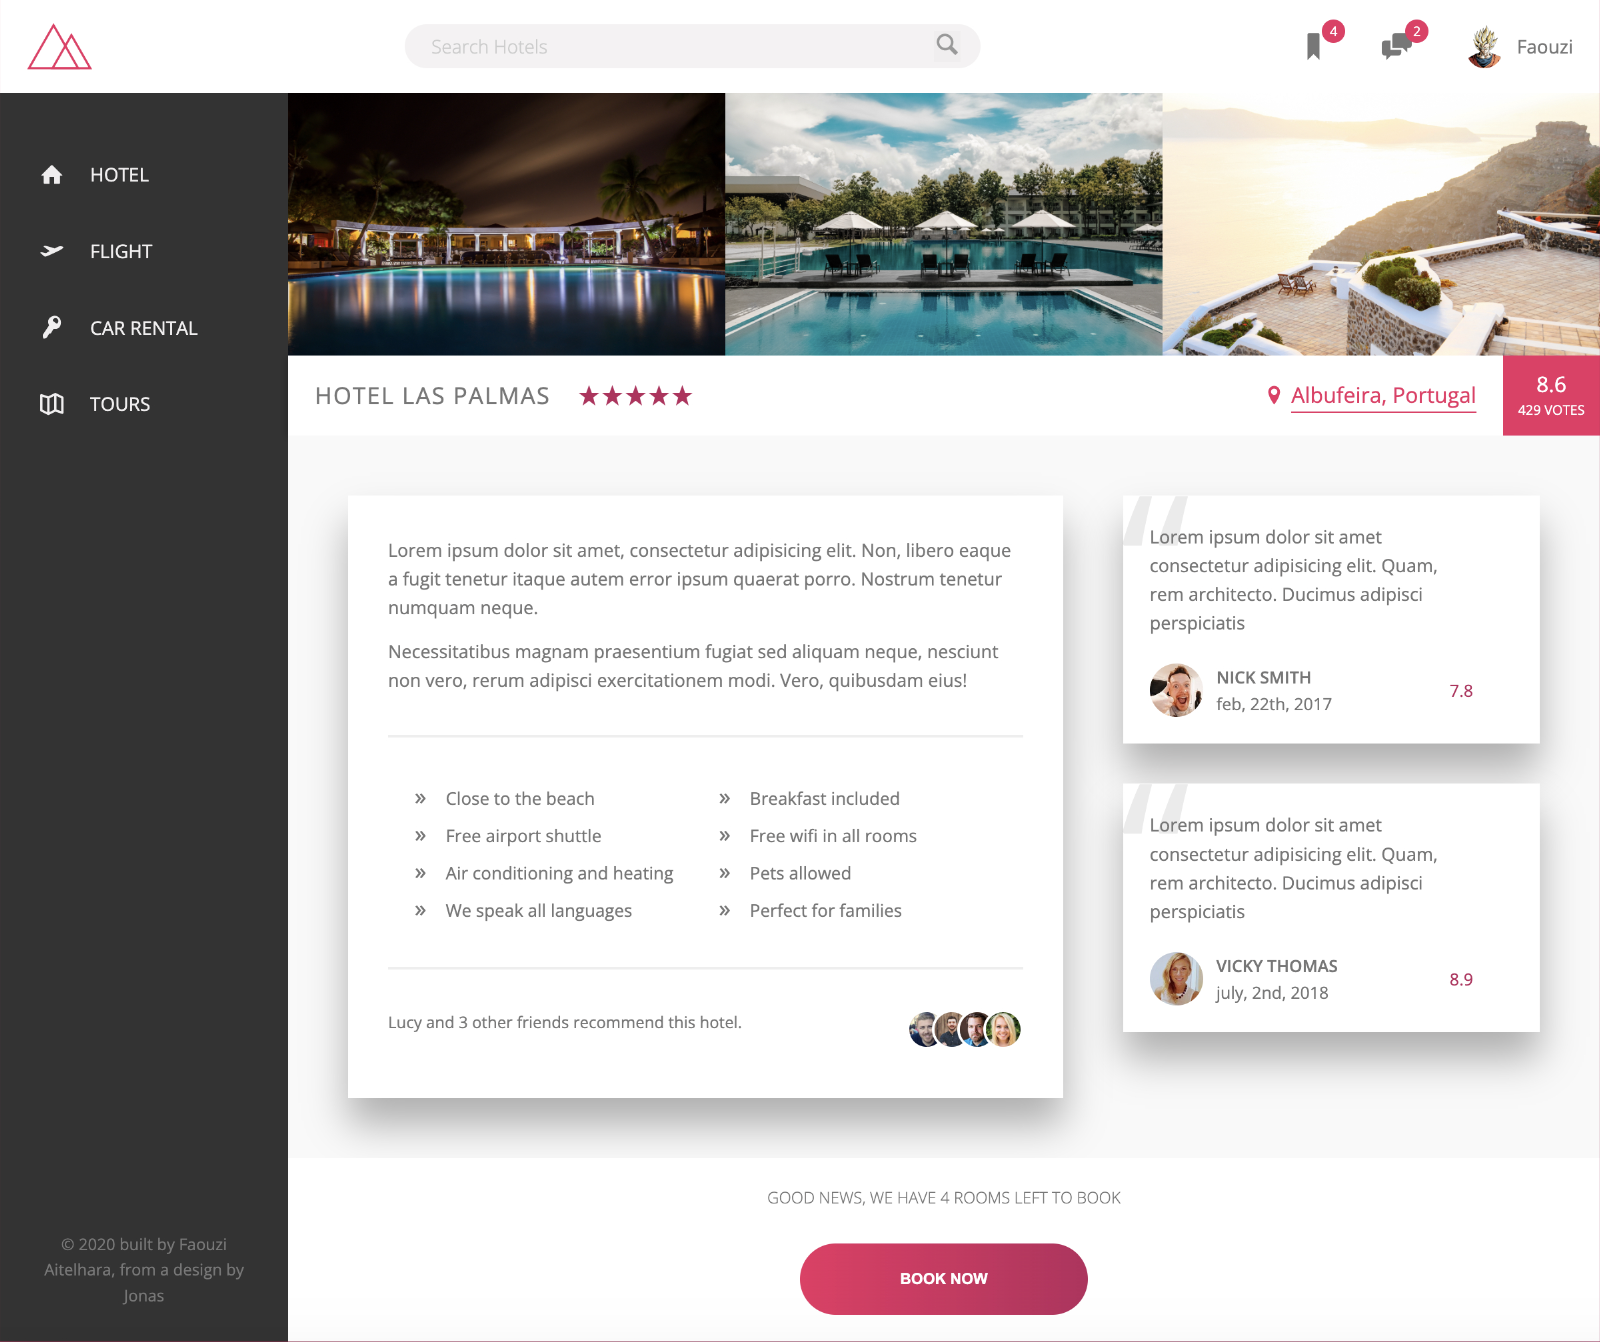 Search Hotels
4
2
Faouzi
HOTEL
FLIGHT
CAR RENTAL
TOURS
HOTEL LAS PALMAS
Albufeira, Portugal
8.6
429 VOTES
Lorem ipsum dolor sit amet, consectetur adipisicing elit. Non, libero eaque
a fugit tenetur itaque autem error ipsum quaerat porro. Nostrum tenetur
numquam neque.
Necessitatibus magnam praesentium fugiat sed aliquam neque, nesciunt
non vero, rerum adipisci exercitationem modi. Vero, quibusdam eius!
» Close to the beach
» Breakfast included
» Free airport shuttle
» Free wifi in all rooms
» Air conditioning and heating
» Pets allowed
» We speak all languages
» Perfect for families
Lucy and 3 other friends recommend this hotel.
"
Lorem ipsum dolor sit amet
consectetur adipisicing elit. Quam,
rem architecto. Ducimus adipisci
perspiciatis
NICK SMITH
feb, 22th, 2017
7.8
"
Lorem ipsum dolor sit amet
consectetur adipisicing elit. Quam,
rem architecto. Ducimus adipisci
perspiciatis
VICKY THOMAS
july, 2nd, 2018
8.9
GOOD NEWS, WE HAVE 4 ROOMS LEFT TO BOOK
BOOK NOW
© 2020 built by Faouzi
Aitelhara, from a design by
Jonas